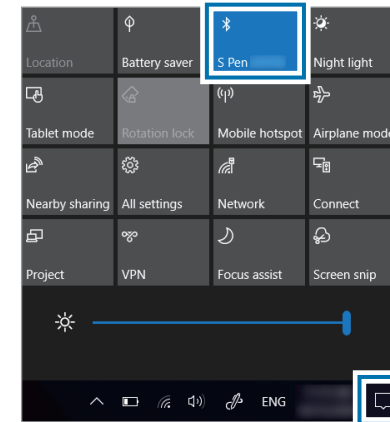 Location Battery saver S Pen Night light
Tablet mode Rotation lock Mobile hotspot Airplane mode
Nearby sharing All settings Network Connect
Project VPN Focus assist Screen snip
ENG